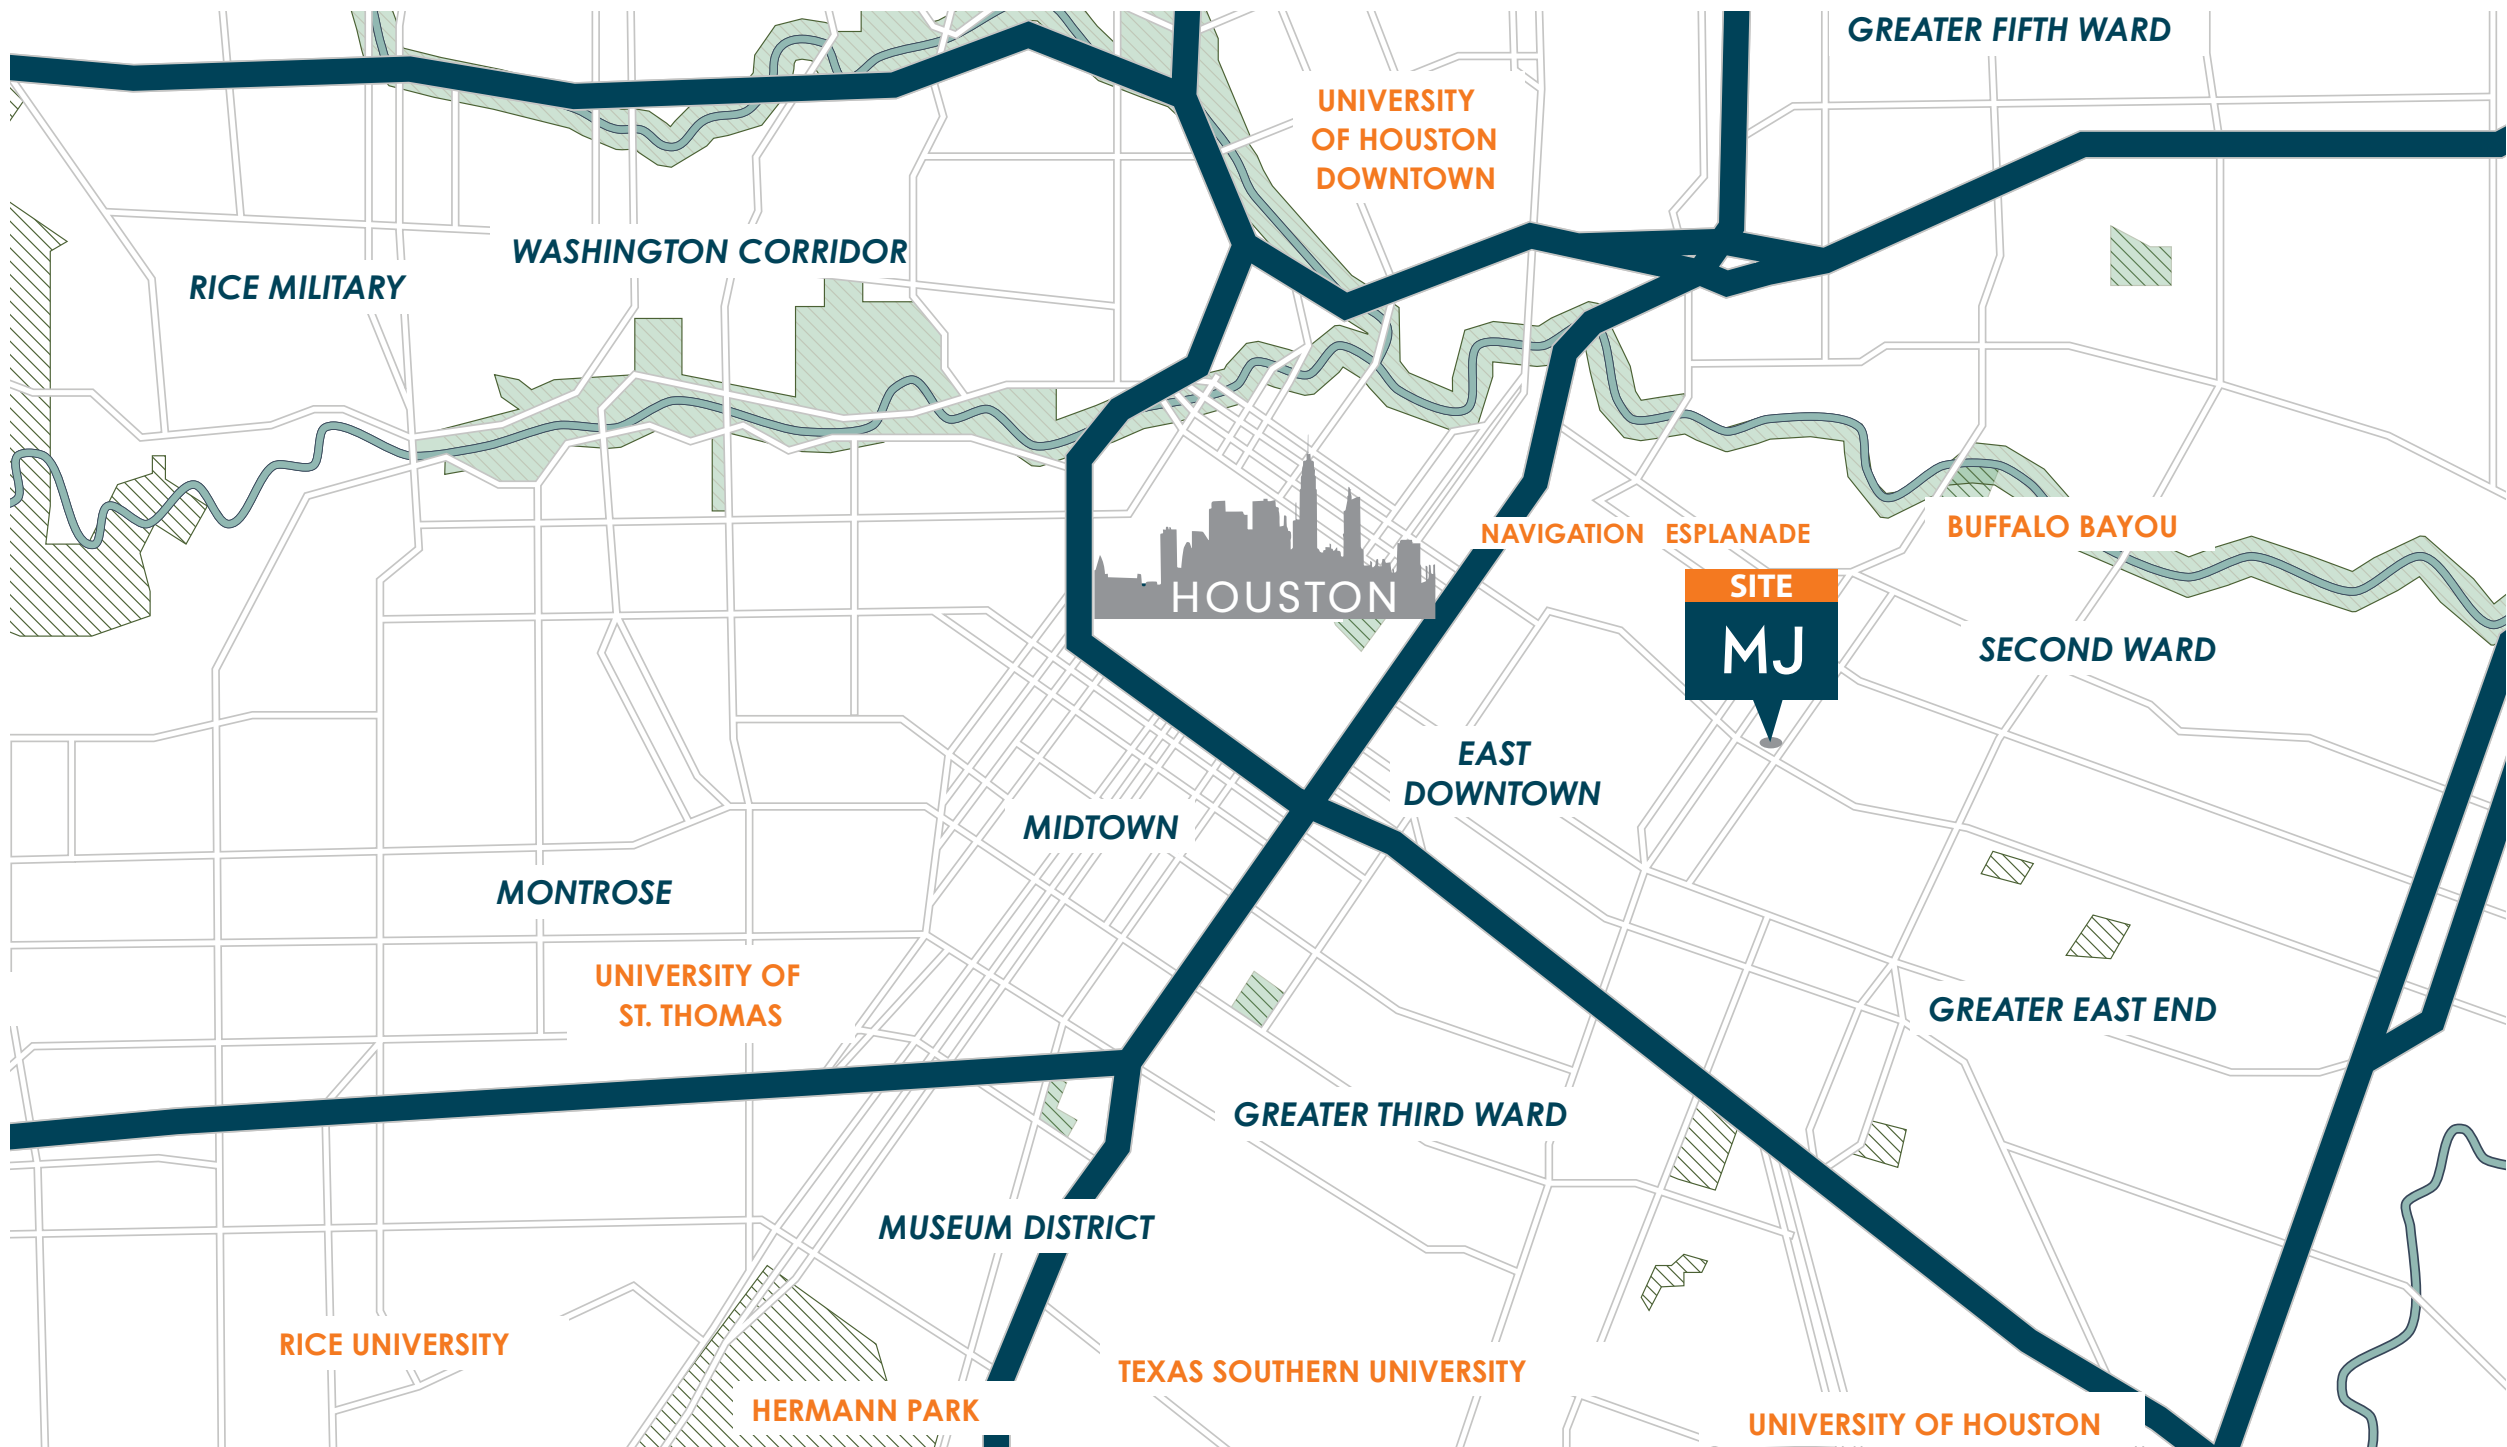 GREATER FIFTH WARD
UNIVERSITY
OF HOUSTON
DOWNTOWN
WASHINGTON CORRIDOR
RICE MILITARY
NAVIGATION ESPLANADE
BUFFALO BAYOU
SITE
MJ
HOUSTON
SECOND WARD
EAST
DOWNTOWN
MIDTOWN
MONTROSE
UNIVERSITY OF
ST. THOMAS
GREATER EAST END
GREATER THIRD WARD
MUSEUM DISTRICT
RICE UNIVERSITY
TEXAS SOUTHERN UNIVERSITY
HERMANN PARK
UNIVERSITY OF HOUSTON